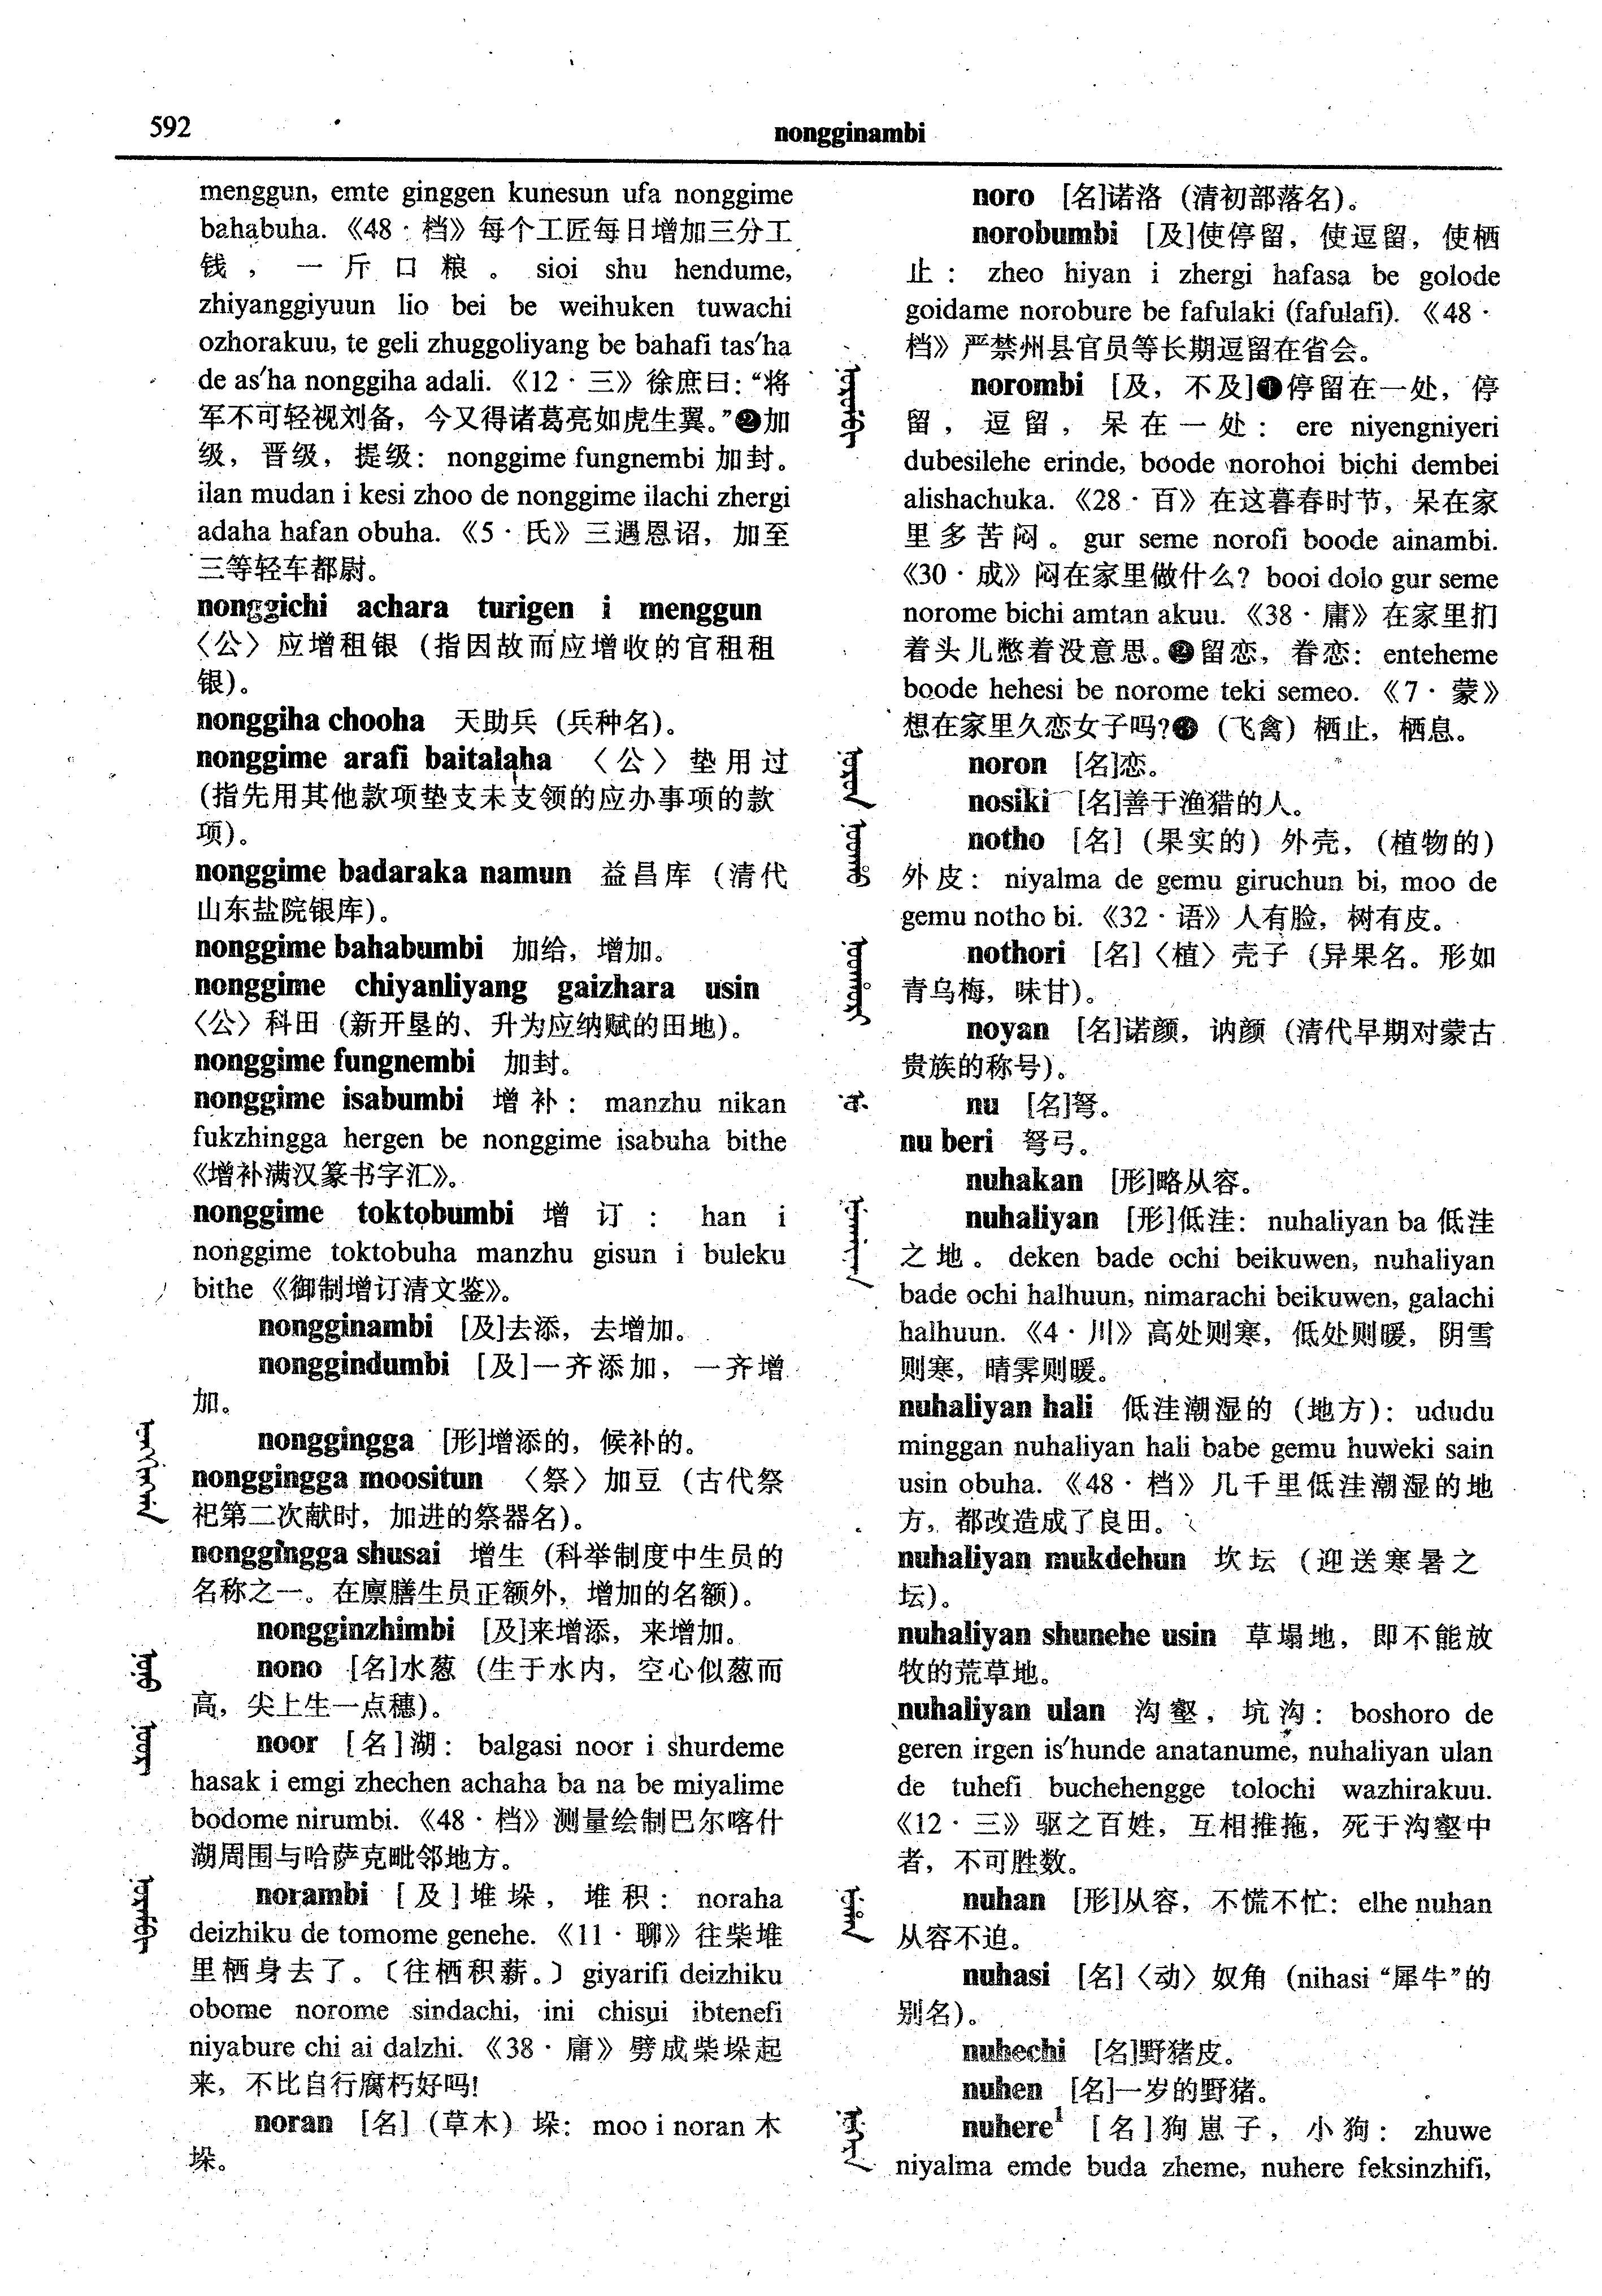 592
nongginambi
menggun, emte ginggen kunesun ufa nonggime
bahabuha. 《48·档》每个工匠每日增加三分工
钱，一斤口粮。sioi shu hendume,
zhiyanggiyuun lio bei be weihuken tuwachi
ozhorakuu, te geli zhuggoliyang be bahafi tas'ha
de as'ha nonggiha adali. 《12·三》徐庶曰：“将
军不可轻视刘备，今又得诸葛亮如虎生翼。”❷加
级，晋级，提级：nonggime fungnembi 加封。
ilan mudan i kesi zhoo de nonggime ilachi zhergi
adaha hafan obuha. 《5·氏》三遇恩诏，加至
三等轻车都尉。
nonggichi achara turigen i menggun
〈公〉应增租银（指因故而应增收的官租租
银）。
nonggiha chooha 天助兵（兵种名）。
nonggime arafi baitalaha 〈公〉垫用过
（指先用其他款项垫支未支领的应办事项的款
项）。
nonggime badaraka namun 益昌库（清代
山东盐院银库）。
nonggime bahabumbi 加给，增加。
nonggime chiyanliyang gaizhara usin
〈公〉科田（新开垦的、升为应纳赋的田地）。
nonggime fungnembi 加封。
nonggime isabumbi 增补：manzhu nikan
fukzhingga hergen be nonggime isabuha bithe
《增补满汉篆书字汇》。
nonggime toktobumbi 增订：han i
nonggime toktobuha manzhu gisun i buleku
bithe《御制增订清文鉴》。
nongginambi [及]去添，去增加。
nonggindumbi [及]一齐添加，一齐增
加。
nonggingga [形]增添的，候补的。
nonggingga moositun 〈祭〉加豆（古代祭
祀第二次献时，加进的祭器名）。
nonggingga shusai 增生（科举制度中生员的
名称之一。在廪膳生员正额外，增加的名额）。
nongginzhimbi [及]来增添，来增加。
nono [名]水葱（生于水内，空心似葱而
高，尖上生一点穗）。
noor [名]湖：balgasi noor i shurdeme
hasak i emgi zhechen achaha ba na be miyalime
bodome nirumbi. 《48·档》测量绘制巴尔喀什
湖周围与哈萨克毗邻地方。
norambi [及]堆垛，堆积：noraha
deizhiku de tomome genehe. 《11·聊》往柴堆
里栖身去了。〔往栖积薪。〕giyarifi deizhiku
obome norome sindachi, ini chisui ibtenefi
niyabure chi ai dalzhi. 《38·庸》劈成柴垛起
来，不比自行腐朽好吗！
noran [名]（草木）垛：moo i noran 木
垛。
noro [名]诺洛（清初部落名）。
norobumbi [及]使停留，使逗留，使栖
止：zheo hiyan i zhergi hafasa be golode
goidame norobure be fafulaki (fafulafi). 《48·
档》严禁州县官员等长期逗留在省会。
norombi [及，不及]❶停留在一处，停
留，逗留，呆在一处：ere niyengniyeri
dubesilehe erinde, boode norohoi bichi dembei
alishachuka. 《28·百》在这暮春时节，呆在家
里多苦闷。gur seme norofi boode ainambi.
《30·成》闷在家里做什么？booi dolo gur seme
norome bichi amtan akuu. 《38·庸》在家里扪
着头儿憋着没意思。❷留恋，眷恋：enteheme
boode hehesi be norome teki semeo. 《7·蒙》
想在家里久恋女子吗？❸（飞禽）栖止，栖息。
noron [名]恋。
nosiki [名]善于渔猎的人。
notho [名]（果实的）外壳，（植物的）
外皮：niyalma de gemu giruchun bi, moo de
gemu notho bi. 《32·语》人有脸，树有皮。
nothori [名]〈植〉壳子（异果名。形如
青乌梅，味甘）。
noyan [名]诺颜，讷颜（清代早期对蒙古
贵族的称号）。
nu [名]弩。
nu beri 弩弓。
nuhakan [形]略从容。
nuhaliyan [形]低洼：nuhaliyan ba 低洼
之地。deken bade ochi beikuwen, nuhaliyan
bade ochi halhuun, nimarachi beikuwen, galachi
halhuun. 《4·川》高处则寒，低处则暖，阴雪
则寒，晴霁则暖。
nuhaliyan hali 低洼潮湿的（地方）：ududu
minggan nuhaliyan hali babe gemu huweki sain
usin obuha. 《48·档》几千里低洼潮湿的地
方，都改造成了良田。
nuhaliyan mukdehun 坎坛（迎送寒暑之
坛）。
nuhaliyan shunehe usin 草塌地，即不能放
牧的荒草地。
nuhaliyan ulan 沟壑，坑沟：boshoro de
geren irgen is'hunde anatanume, nuhaliyan ulan
de tuhefi buchehengge tolochi wazhirakuu.
《12·三》驱之百姓，互相推拖，死于沟壑中
者，不可胜数。
nuhan [形]从容，不慌不忙：elhe nuhan
从容不迫。
nuhasi [名]〈动〉奴角（nihasi “犀牛”的
别名）。
nuhechi [名]野猪皮。
nuhen [名]一岁的野猪。
nuhere¹ [名]狗崽子，小狗：zhuwe
niyalma emde buda zheme, nuhere feksinzhifi,